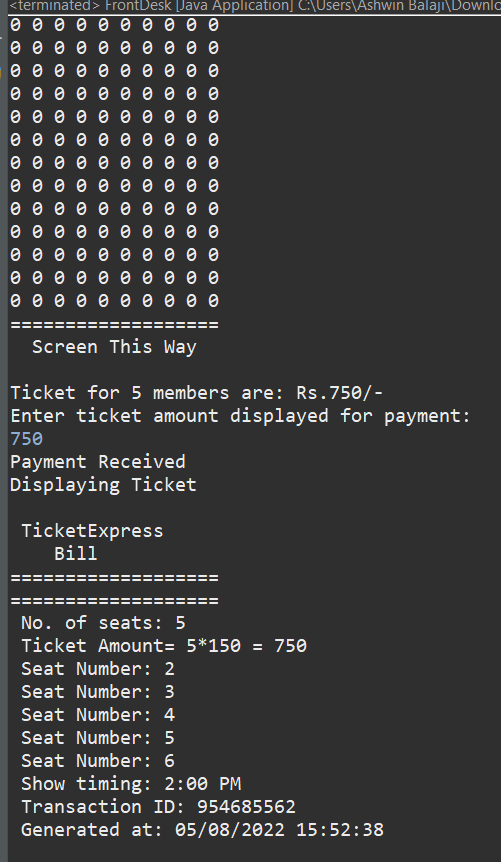 <terminated> FrontDesk [Java Application] C:\Users\Ashwin Balaji\Downlo
0 0 0 0 0 0 0 0 0 0
0 0 0 0 0 0 0 0 0 0
0 0 0 0 0 0 0 0 0 0
0 0 0 0 0 0 0 0 0 0
0 0 0 0 0 0 0 0 0 0
0 0 0 0 0 0 0 0 0 0
0 0 0 0 0 0 0 0 0 0
0 0 0 0 0 0 0 0 0 0
0 0 0 0 0 0 0 0 0 0
0 0 0 0 0 0 0 0 0 0
0 0 0 0 0 0 0 0 0 0
0 0 0 0 0 0 0 0 0 0
0 0 0 0 0 0 0 0 0 0
===================
Screen This Way
Ticket for 5 members are: Rs.750/-
Enter ticket amount displayed for payment:
750
Payment Received
Displaying Ticket
TicketExpress
Bill
===================
===================
No. of seats: 5
Ticket Amount= 5*150 = 750
Seat Number: 2
Seat Number: 3
Seat Number: 4
Seat Number: 5
Seat Number: 6
Show timing: 2:00 PM
Transaction ID: 954685562
Generated at: 05/08/2022 15:52:38